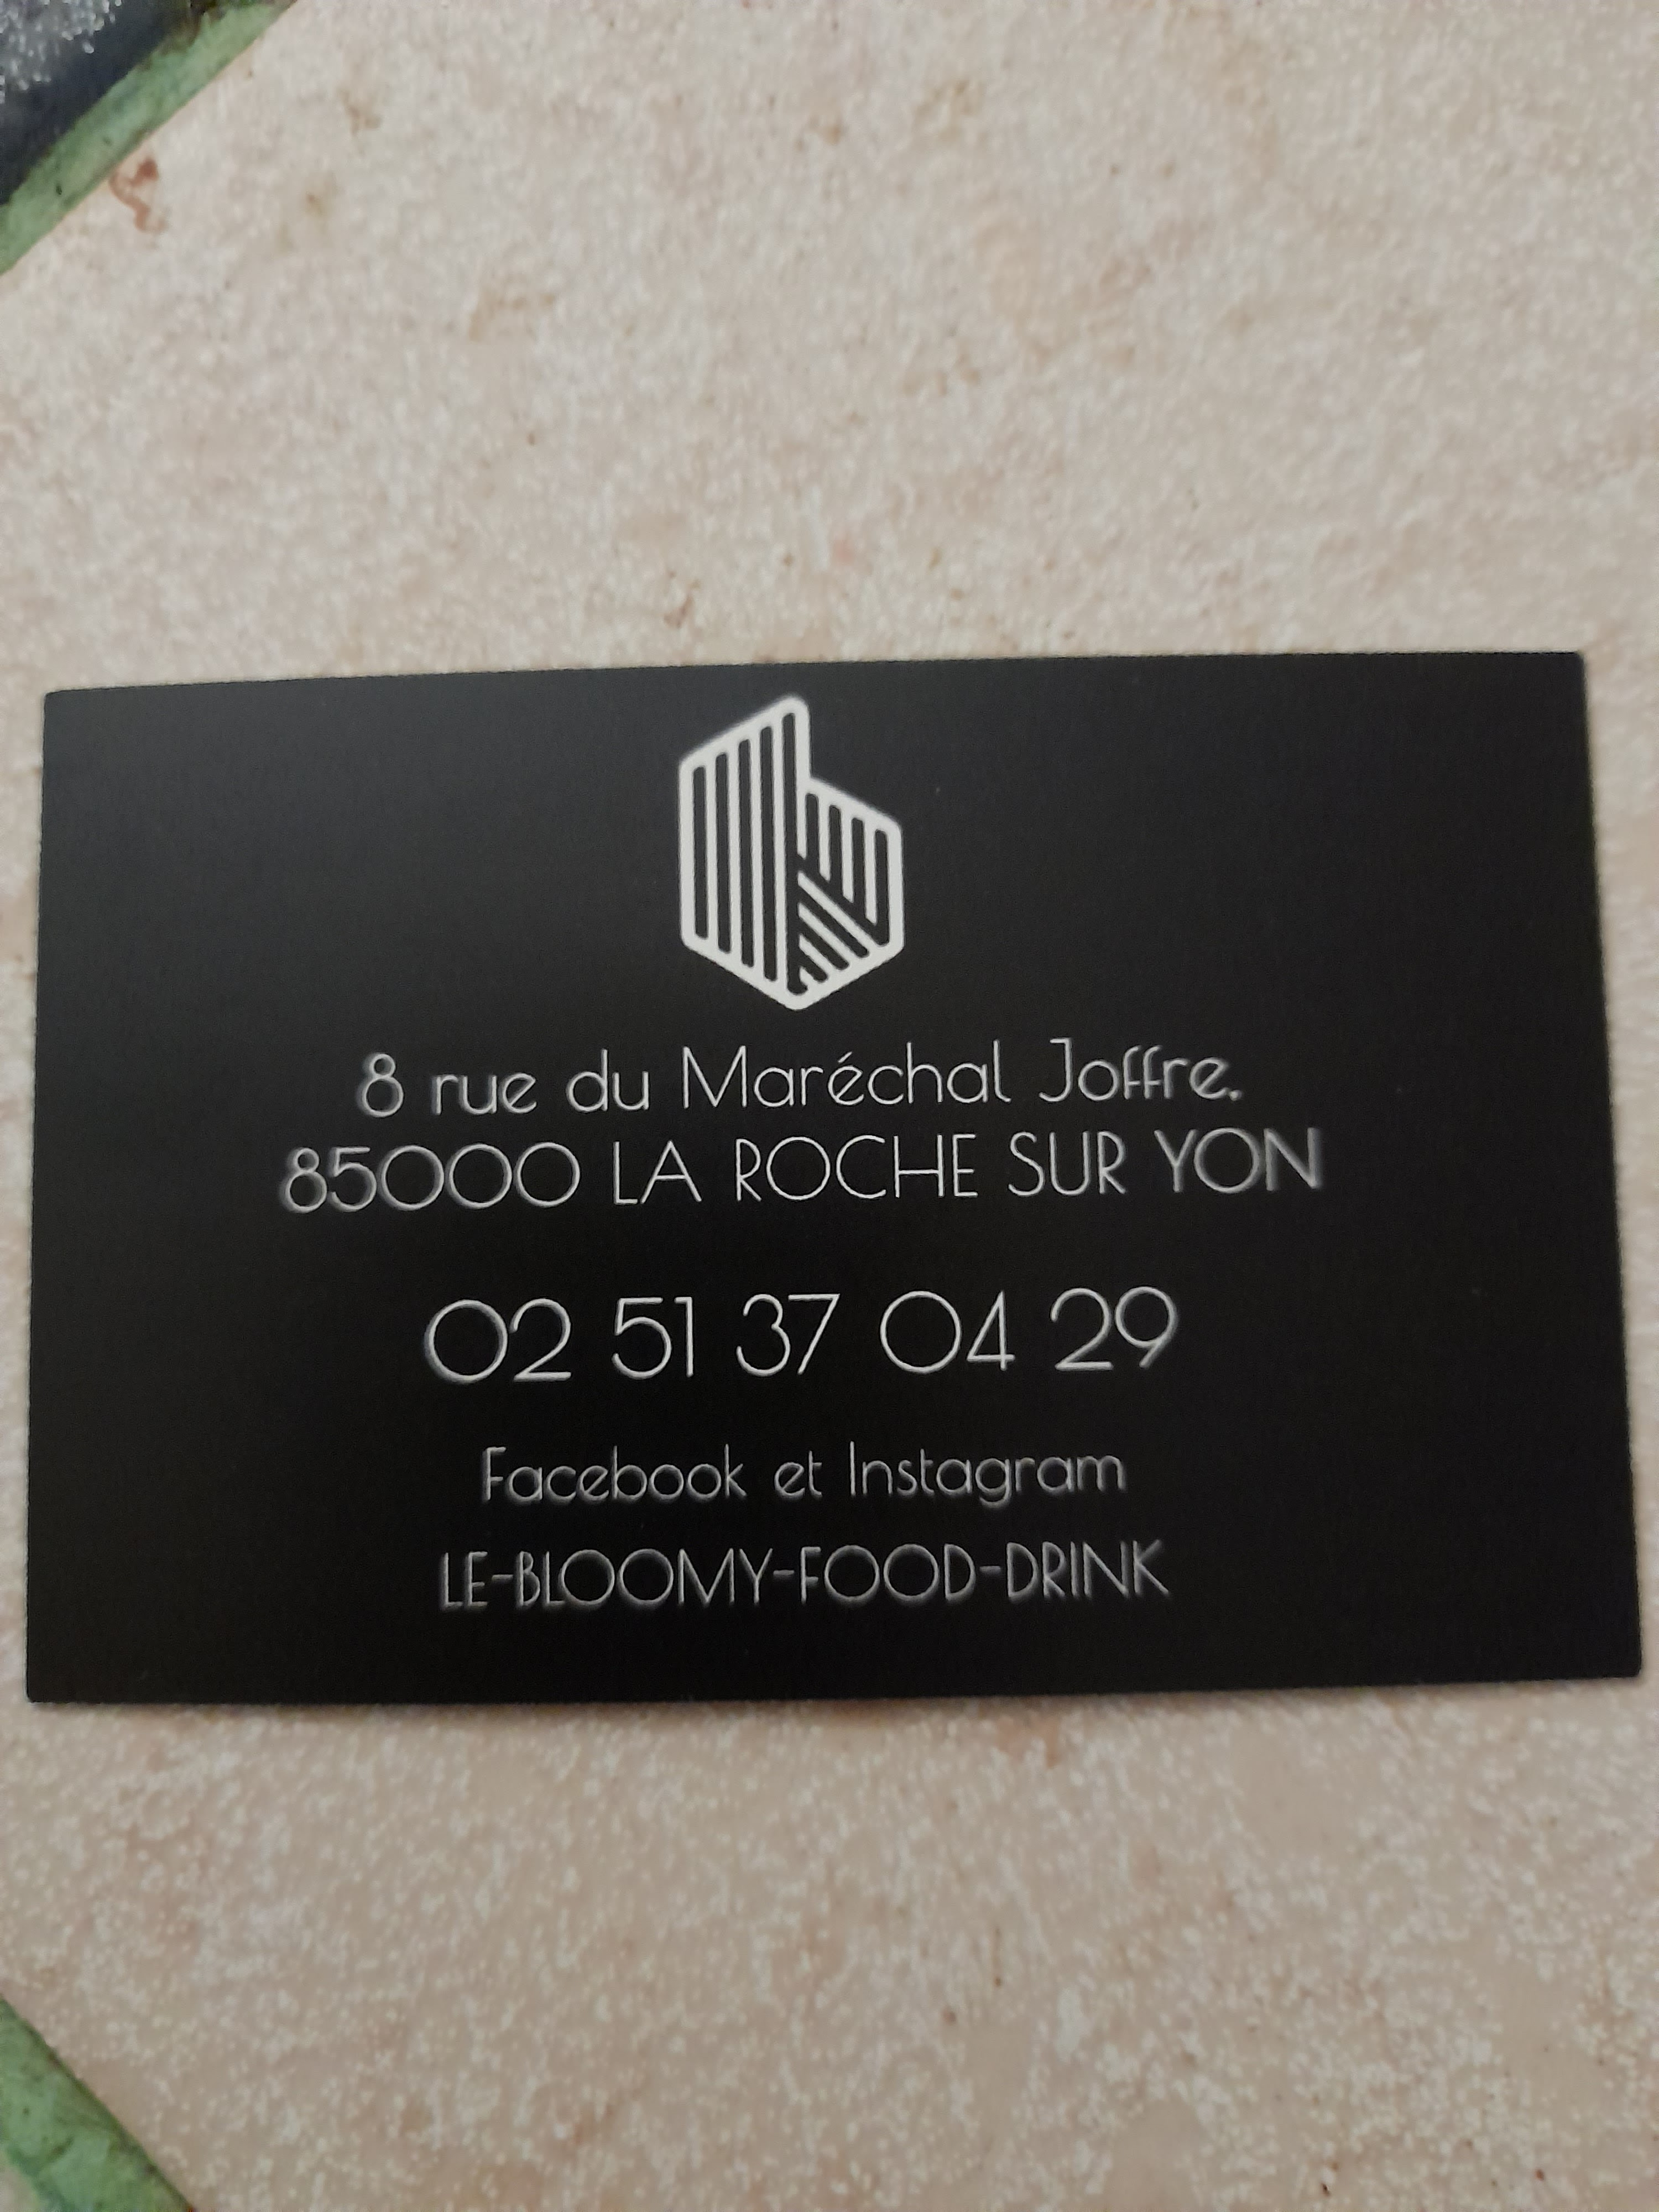 8 rue du Maréchal Joffre.
85000 LA ROCHE SUR YON
02 51 37 04 29
Facebook et Instagram
LE-BLOOMY-FOOD-DRINK